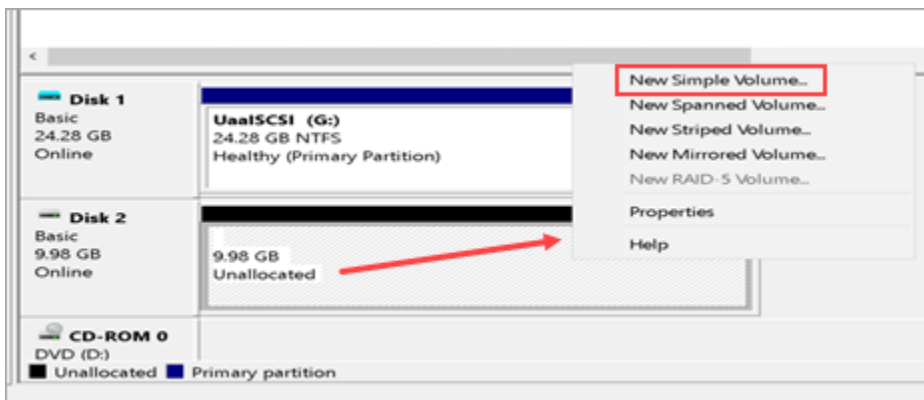 Disk 1
Basic
24.28 GB
Online
UaaISCSI (G:)
24.28 GB NTFS
Healthy (Primary Partition)
New Simple Volume...
New Spanned Volume...
New Striped Volume...
New Mirrored Volume...
New RAID-5 Volume...
Properties
Help
Disk 2
Basic
9.98 GB
Online
9.98 GB
Unallocated
CD-ROM 0
DVD (D:)
Unallocated Primary partition